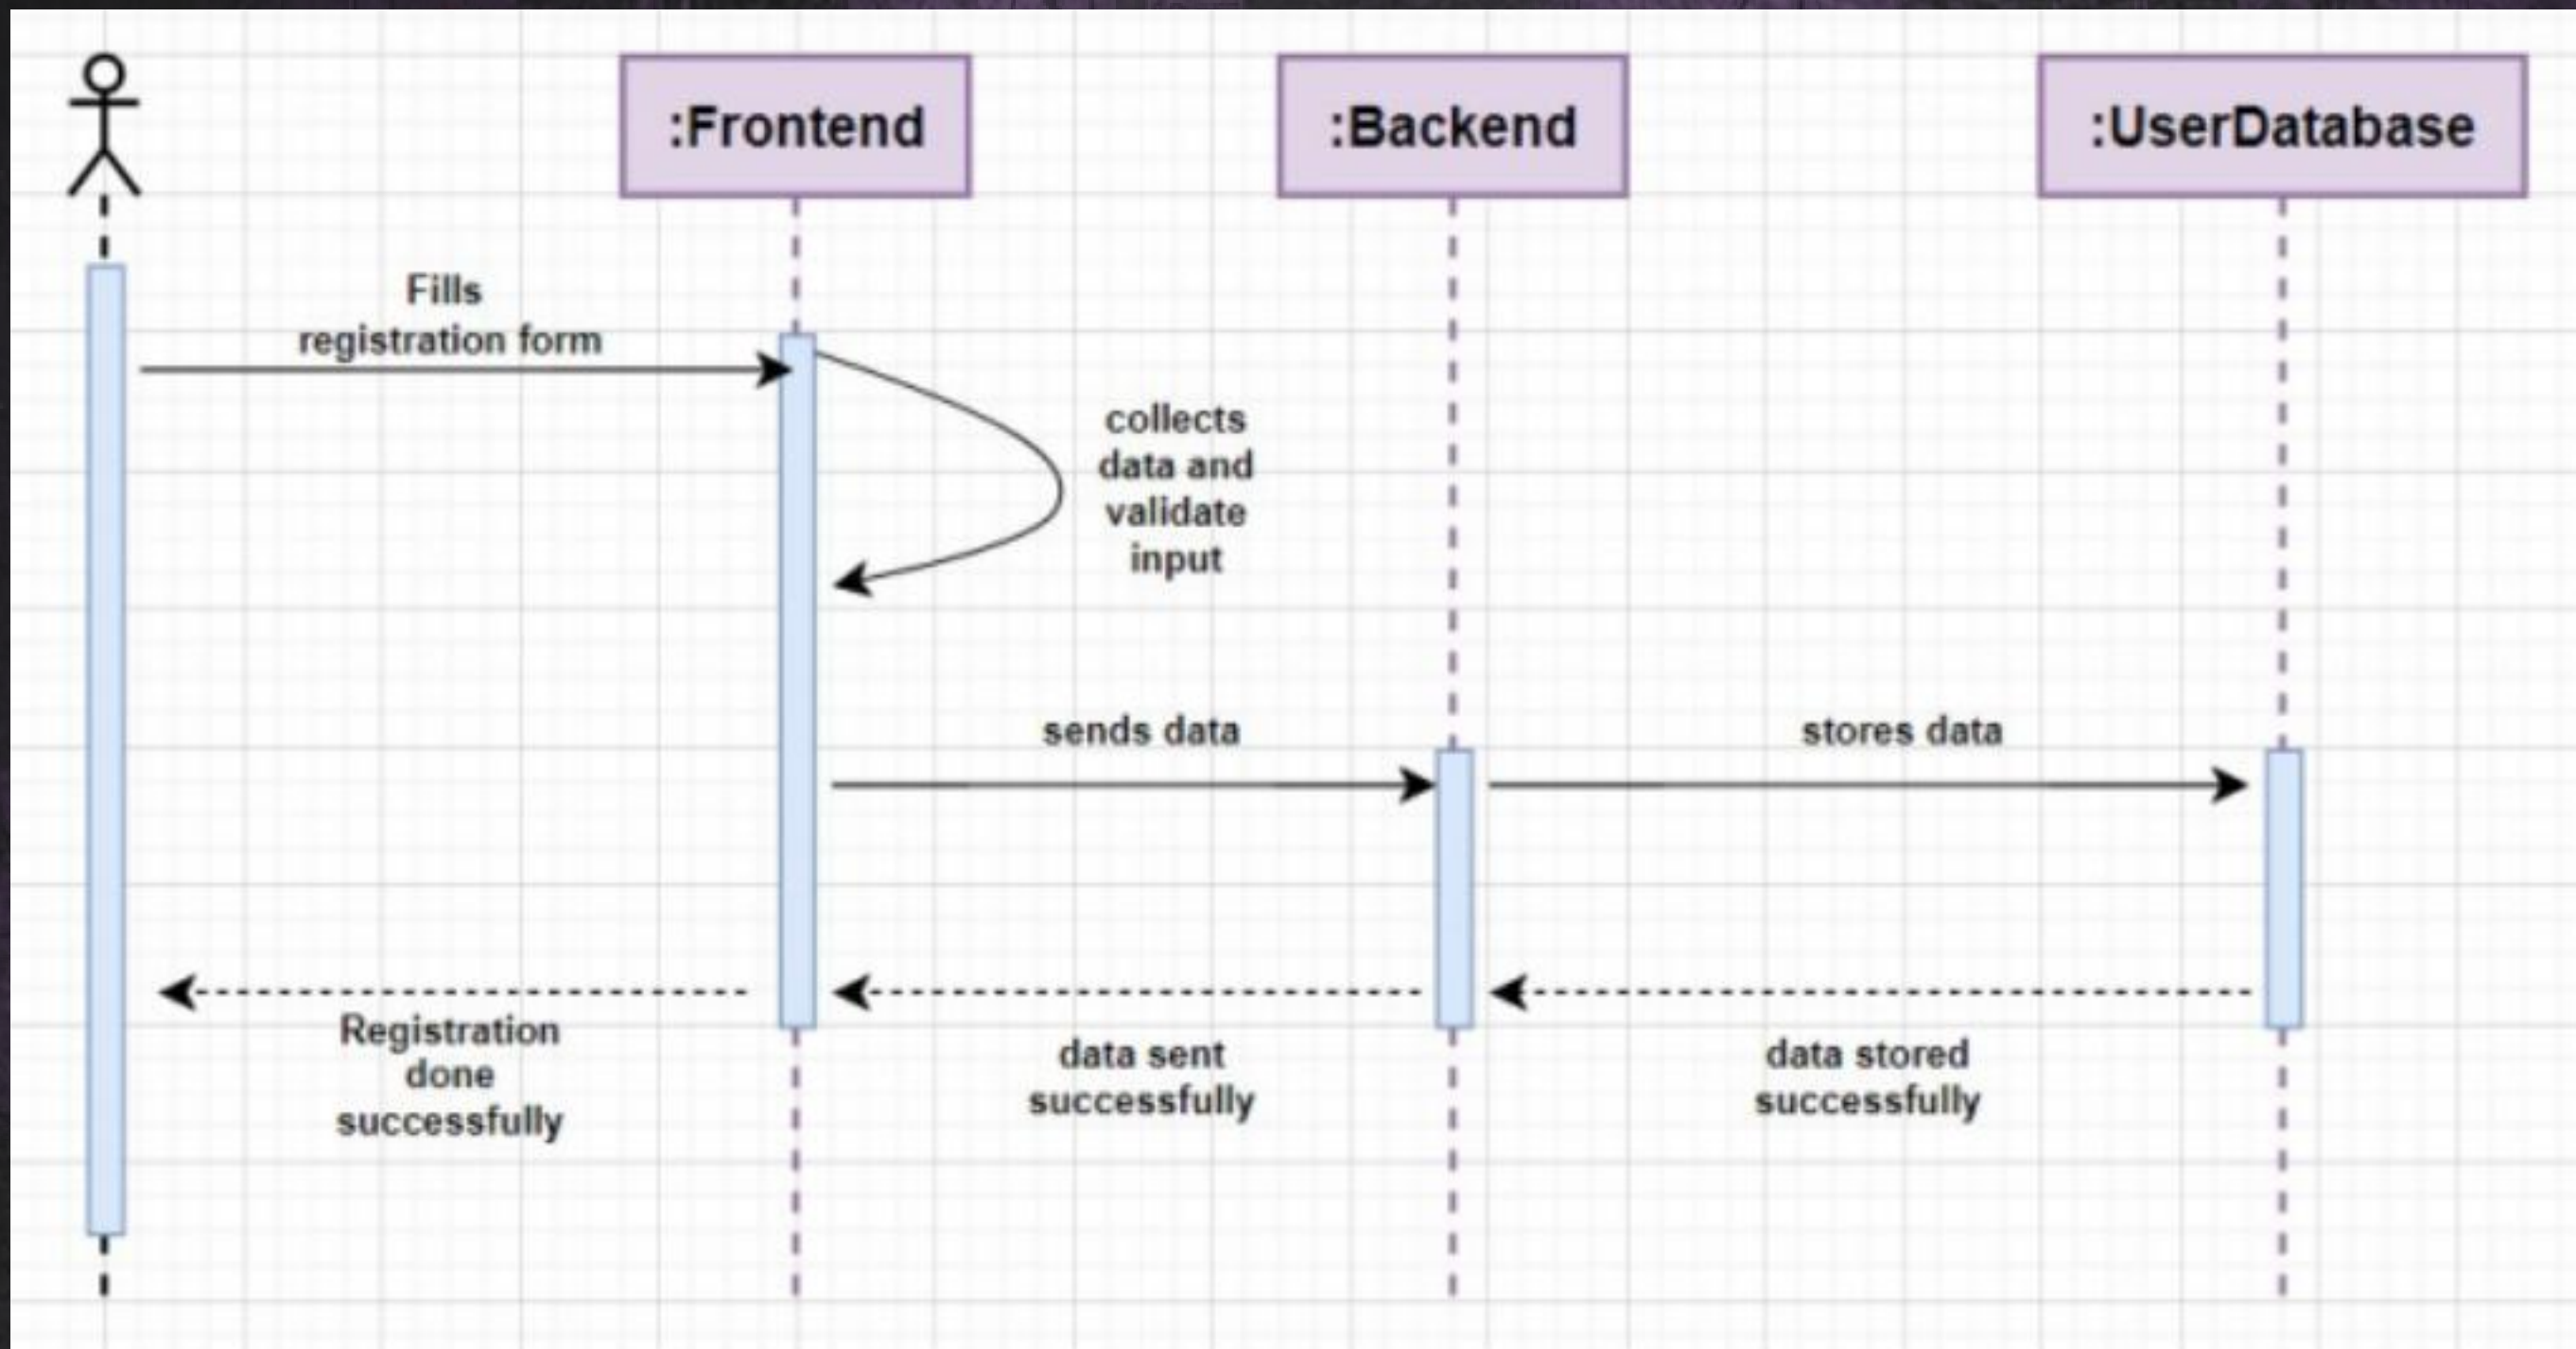 :Frontend
:Backend
:UserDatabase
Fills
registration form
collects
data and
validate
input
sends data
stores data
Registration
done
successfully
data sent
successfully
data stored
successfully